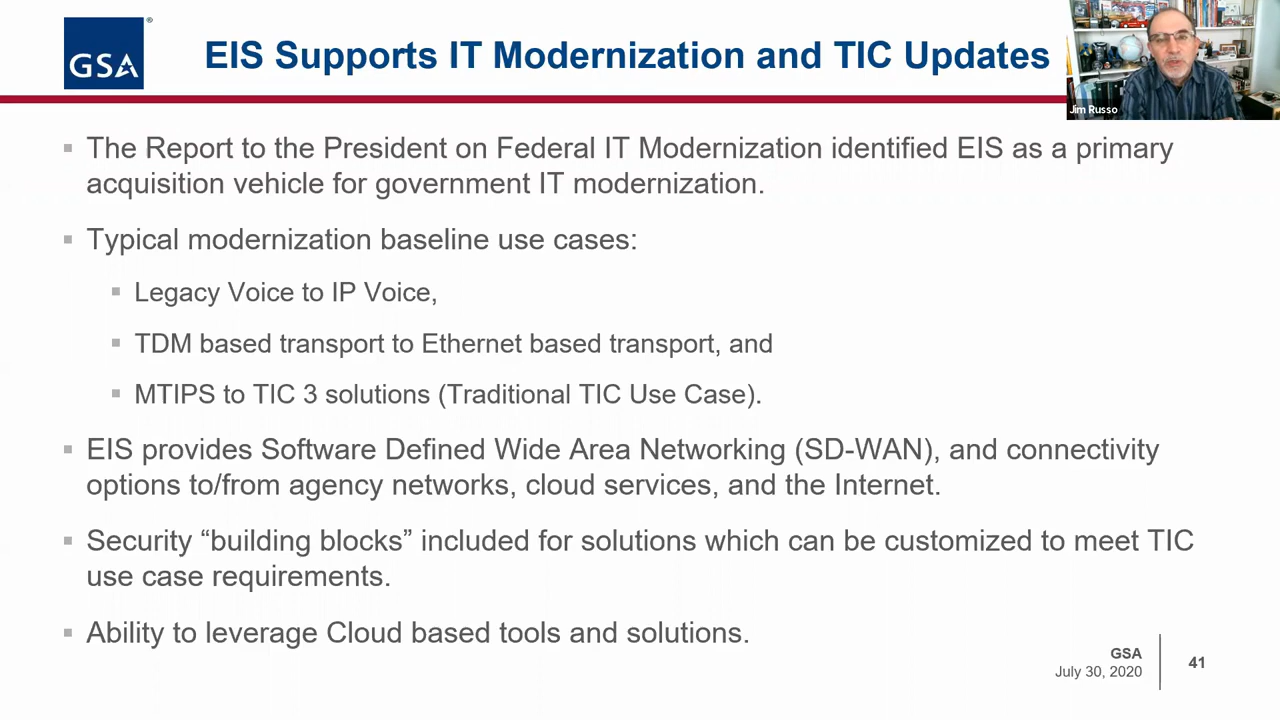 GSA
®
EIS Supports IT Modernization and TIC Updates
Jim Russo
▪ The Report to the President on Federal IT Modernization identified EIS as a primary
acquisition vehicle for government IT modernization.
▪ Typical modernization baseline use cases:
▪ Legacy Voice to IP Voice,
▪ TDM based transport to Ethernet based transport, and
▪ MTIPS to TIC 3 solutions (Traditional TIC Use Case).
▪ EIS provides Software Defined Wide Area Networking (SD-WAN), and connectivity
options to/from agency networks, cloud services, and the Internet.
▪ Security “building blocks” included for solutions which can be customized to meet TIC
use case requirements.
▪ Ability to leverage Cloud based tools and solutions.
GSA
July 30, 2020
41